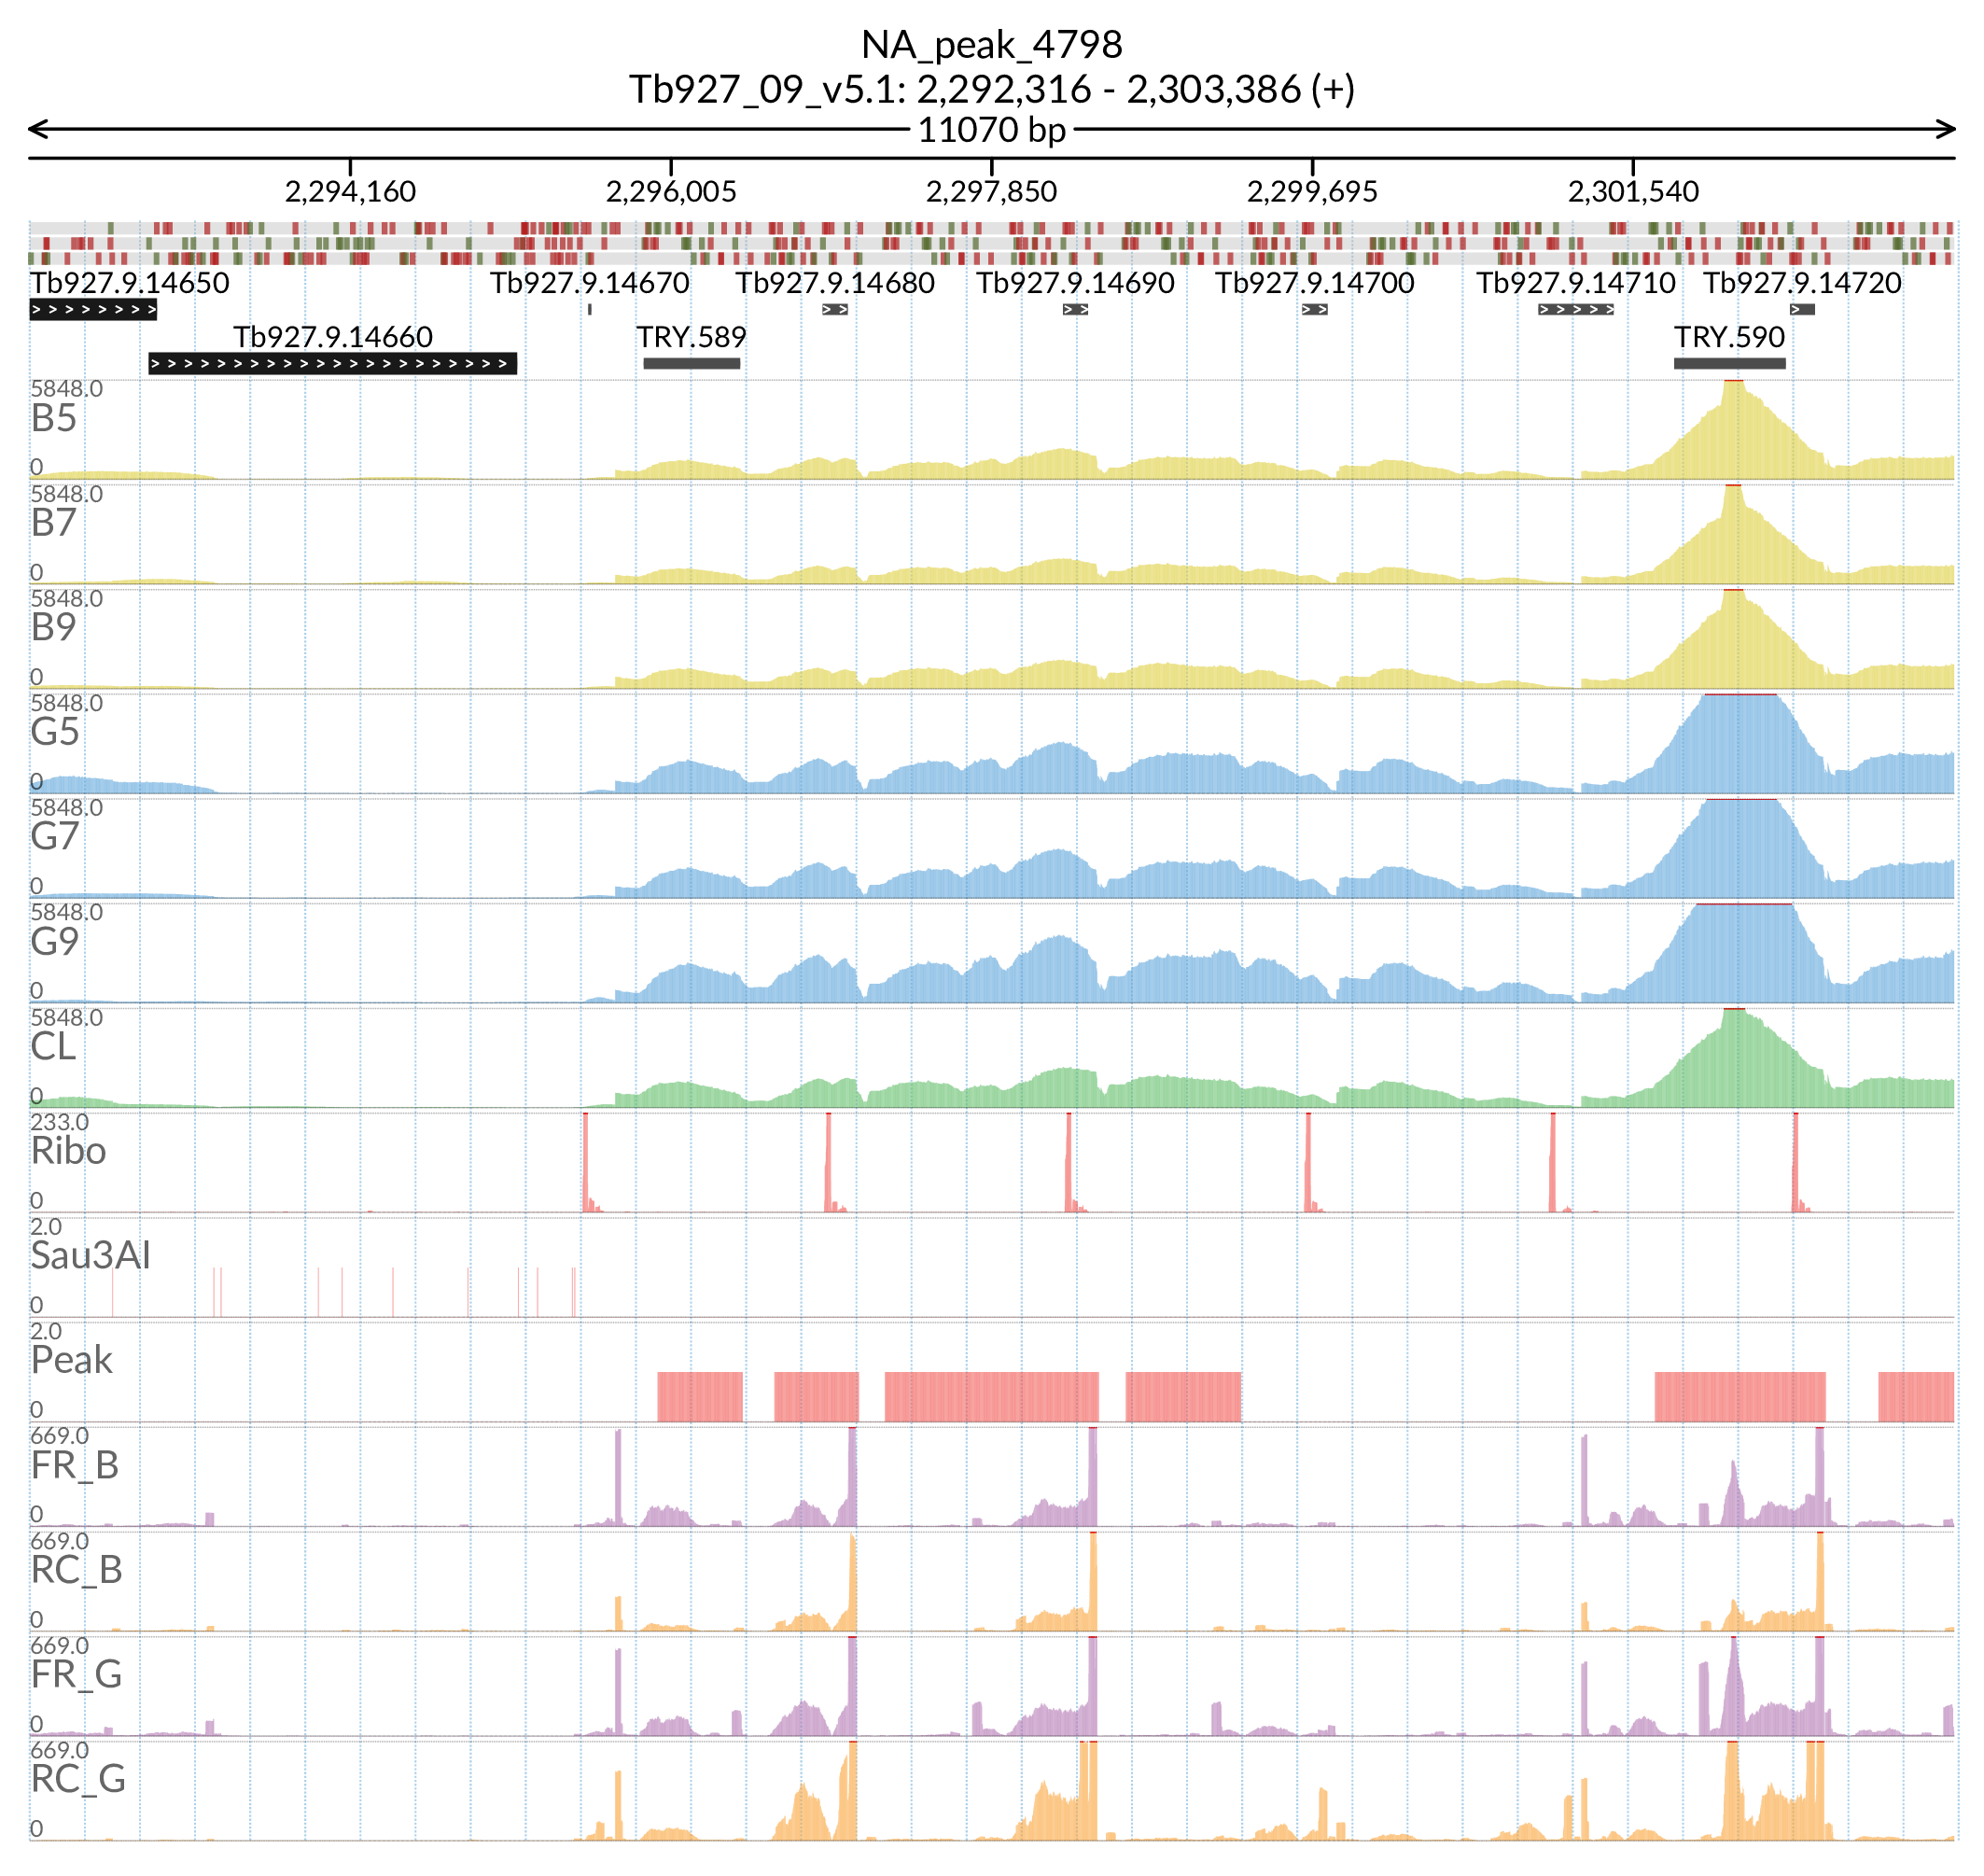 NA_peak_4798
Tb927_09_v5.1: 2,292,316 - 2,303,386 (+)
11070 bp
2,294,160 2,296,005 2,297,850 2,299,695 2,301,540
Tb927.9.14650 Tb927.9.14670 Tb927.9.14680 Tb927.9.14690 Tb927.9.14700 Tb927.9.14710 Tb927.9.14720
Tb927.9.14660 TRY.589 TRY.590
5848.0
B5
0
5848.0
B7
0
5848.0
B9
0
5848.0
G5
0
5848.0
G7
0
5848.0
G9
0
5848.0
CL
0
233.0
Ribo
0
2.0
Sau3AI
0
2.0
Peak
0
669.0
FR_B
0
669.0
RC_B
0
669.0
FR_G
0
669.0
RC_G
0